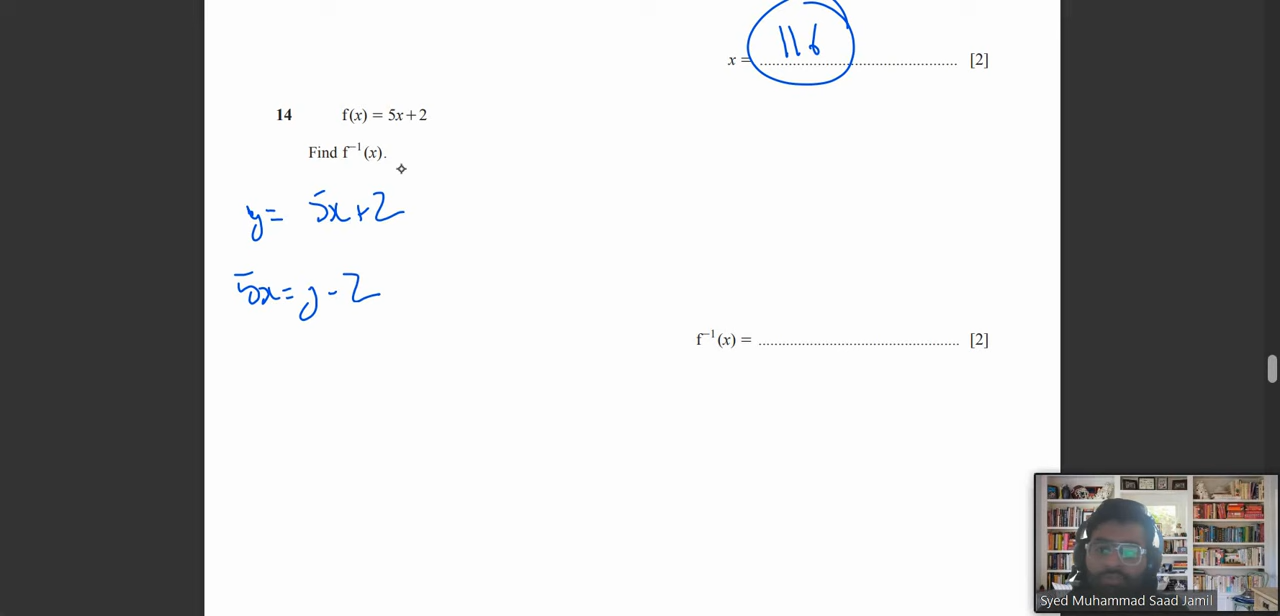 116
x = ................................................ [2]
14 f(x) = 5x+2
Find f⁻¹(x).
y = 5x+2
5x = y - 2
f⁻¹(x) = ................................................ [2]
Syed Muhammad Saad Jamil